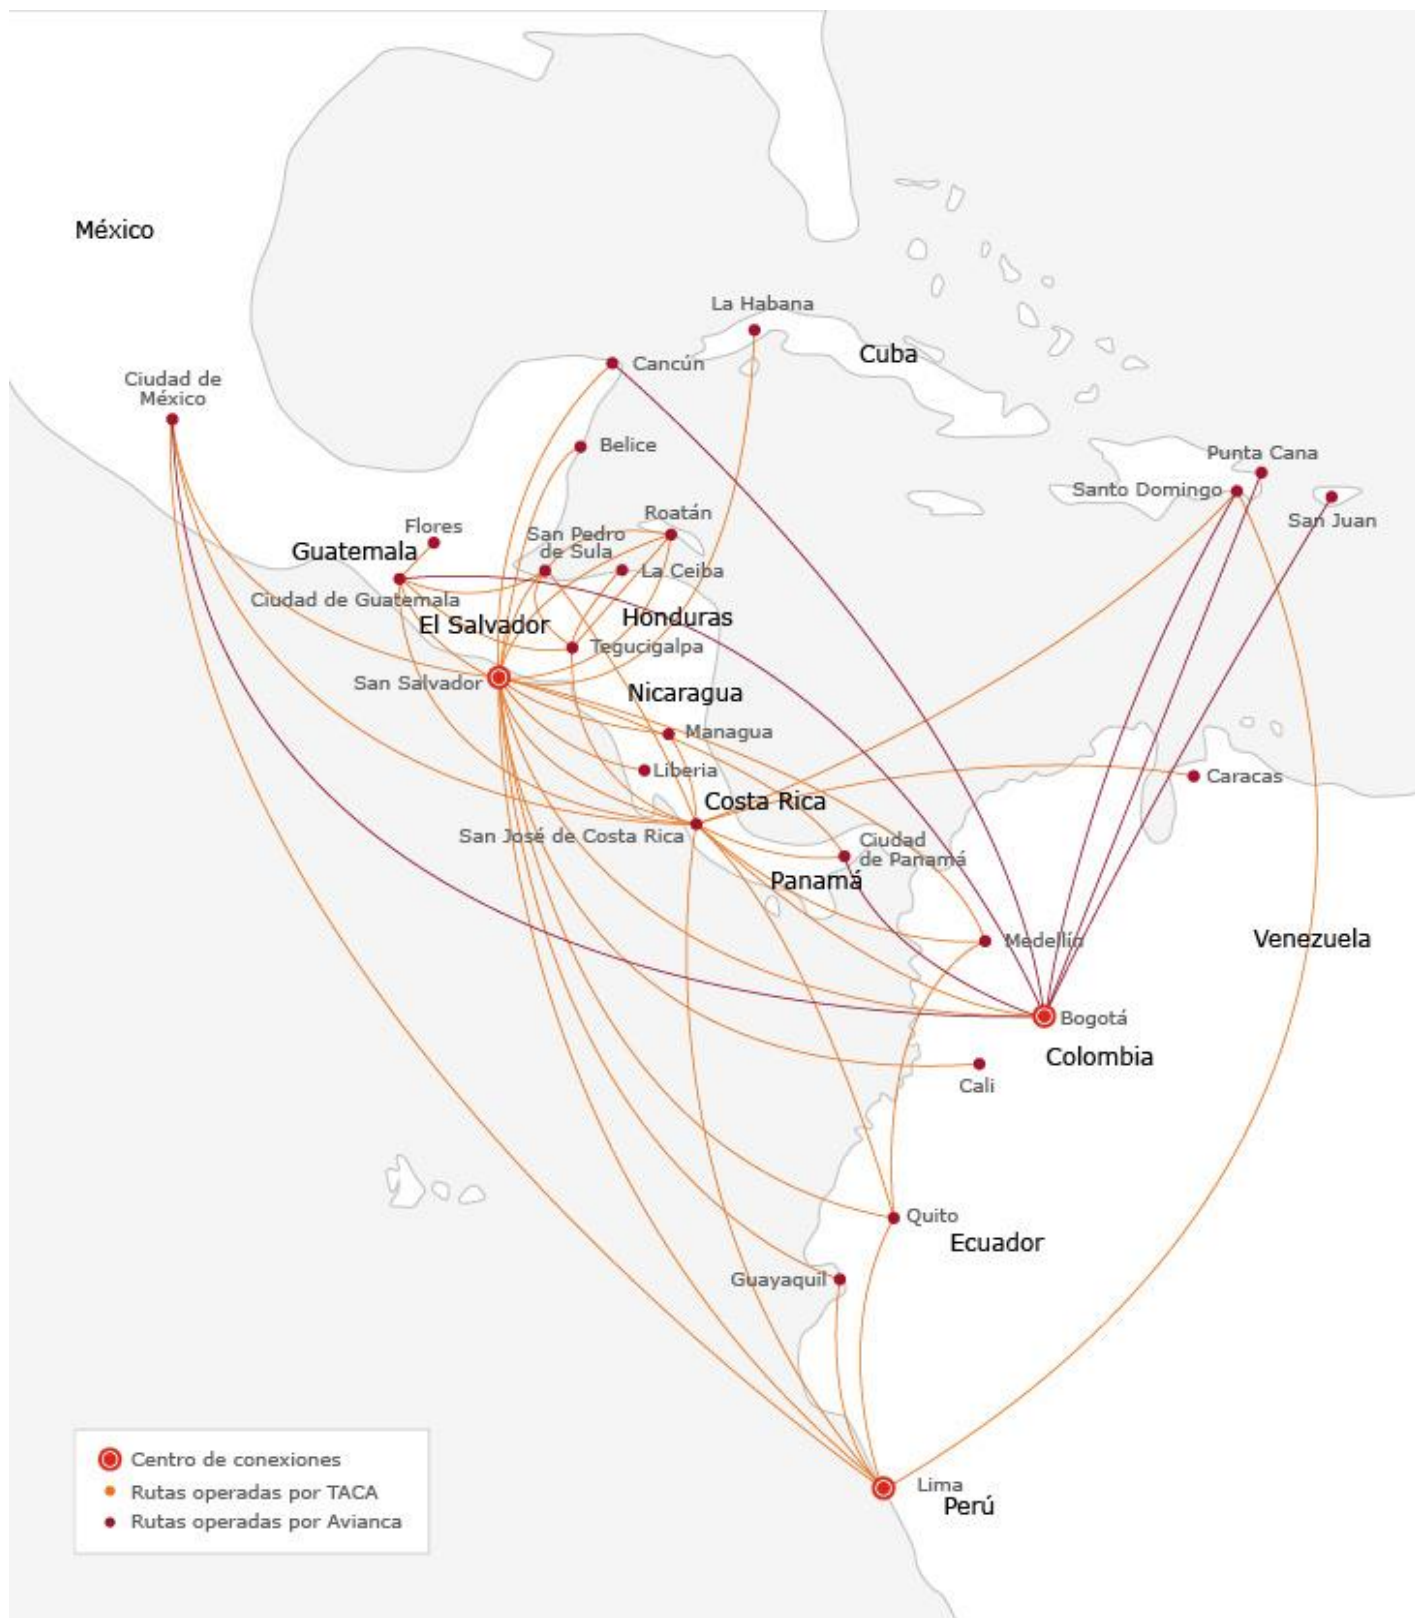 México
La Habana
Cuba
Cancún
Ciudad de
México
Belice
Punta Cana
Santo Domingo
San Juan
Roatán
Flores
San Pedro
de Sula
Guatemala
La Ceiba
Ciudad de Guatemala
El Salvador
Honduras
Tegucigalpa
San Salvador
Nicaragua
Managua
Liberia
Caracas
Costa Rica
San José de Costa Rica
Ciudad
de Panamá
Panamá
Medellín
Venezuela
Bogotá
Colombia
Cali
Quito
Ecuador
Guayaquil
Lima
Perú
Centro de conexiones
Rutas operadas por TACA
Rutas operadas por Avianca